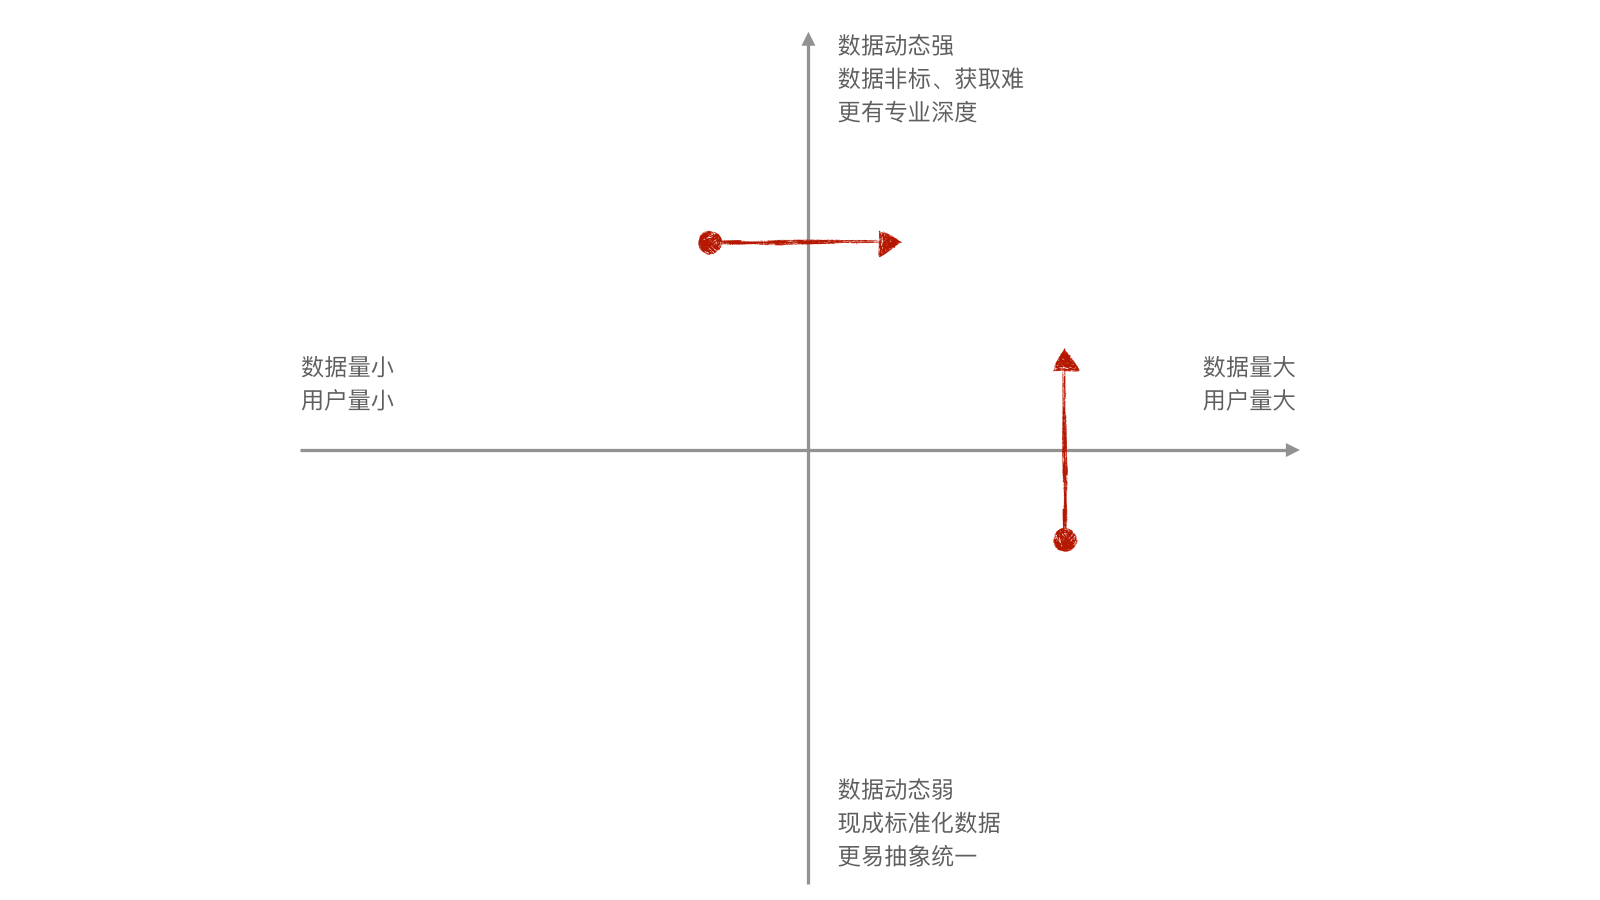 数据动态强
数据非标、获取难
更有专业深度
数据量小
用户量小
数据量大
用户量大
数据动态弱
现成标准化数据
更易抽象统一